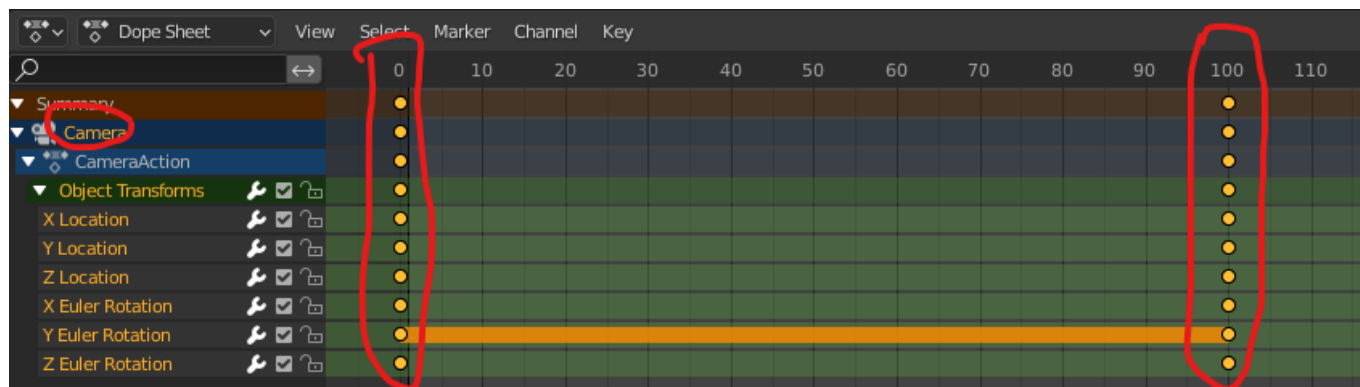 Dope Sheet View Select Marker Channel Key
0 10 20 30 40 50 60 70 80 90 100 110
Summary
Camera
CameraAction
Object Transforms
X Location
Y Location
Z Location
X Euler Rotation
Y Euler Rotation
Z Euler Rotation